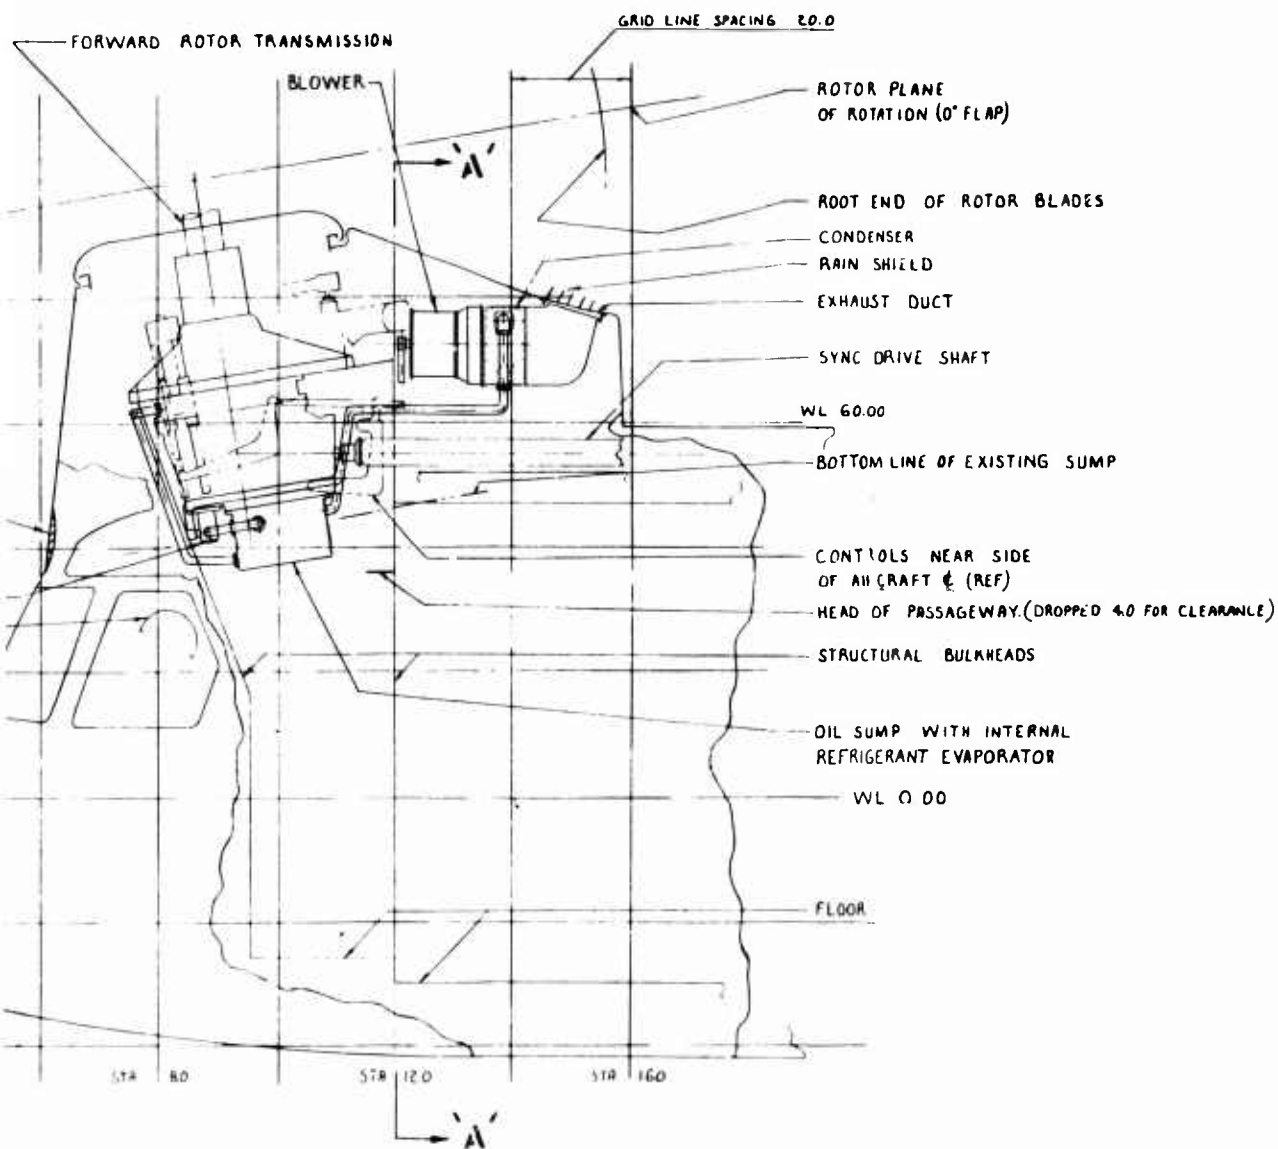 GRID LINE SPACING 20.0
FORWARD ROTOR TRANSMISSION
BLOWER
ROTOR PLANE
OF ROTATION (0° FLAP)
'A'
ROOT END OF ROTOR BLADES
CONDENSER
RAIN SHIELD
EXHAUST DUCT
SYNC DRIVE SHAFT
WL 60.00
BOTTOM LINE OF EXISTING SUMP
CONTROLS NEAR SIDE
OF AIRCRAFT ℄ (REF)
HEAD OF PASSAGEWAY. (DROPPED 4.0 FOR CLEARANCE)
STRUCTURAL BULKHEADS
OIL SUMP WITH INTERNAL
REFRIGERANT EVAPORATOR
WL 0.00
FLOOR
STA 80
STA 120
STA 160
'A'